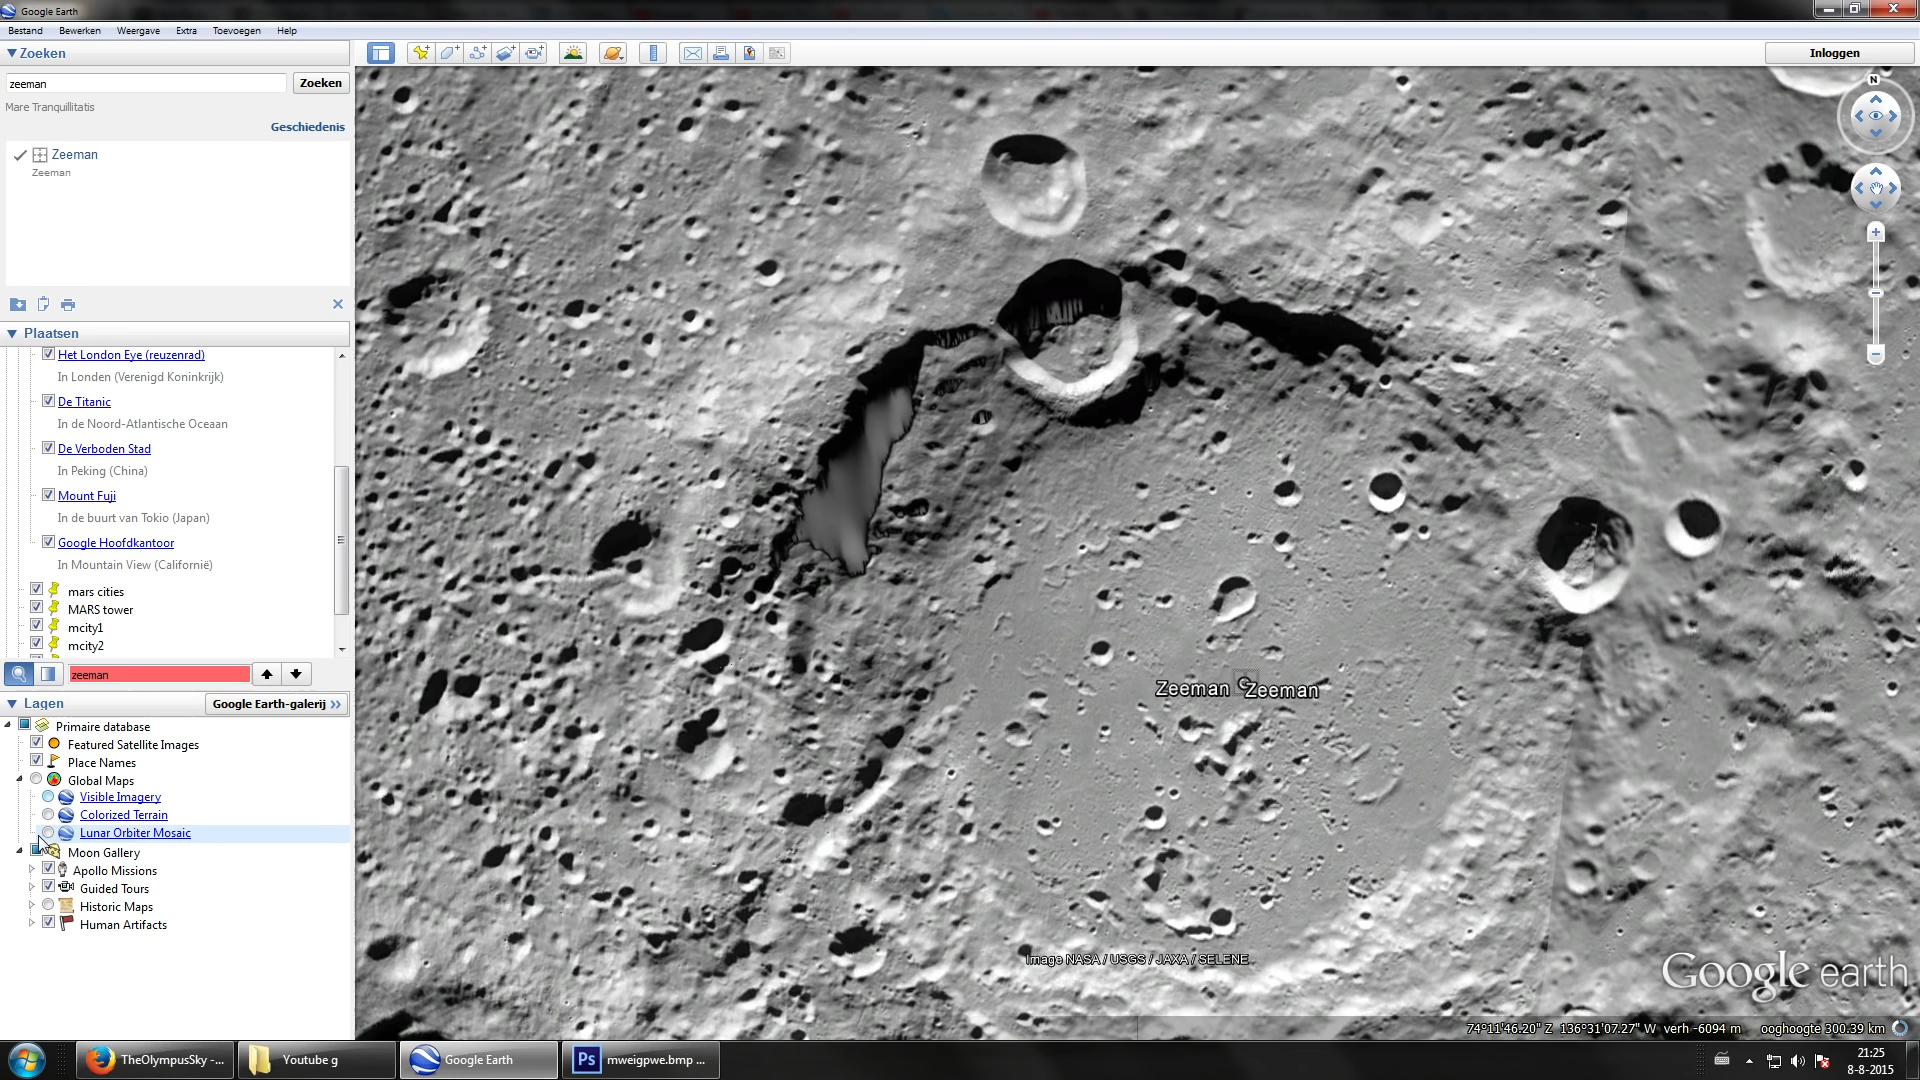 Google Earth
Bestand Bewerken Weergave Extra Toevoegen Help
Zoeken
Inloggen
zeeman Zoeken
Mare Tranquillitatis
Geschiedenis
Zeeman
Zeeman
Plaatsen
Het London Eye (reuzenrad)
In Londen (Verenigd Koninkrijk)
De Titanic
In de Noord-Atlantische Oceaan
De Verboden Stad
In Peking (China)
Mount Fuji
In de buurt van Tokio (Japan)
Google Hoofdkantoor
In Mountain View (Californië)
mars cities
MARS tower
mcity1
mcity2
zeeman
Lagen Google Earth-galerij »
Primaire database
Featured Satellite Images
Place Names
Global Maps
Visible Imagery
Colorized Terrain
Lunar Orbiter Mosaic
Moon Gallery
Apollo Missions
Guided Tours
Historic Maps
Human Artifacts
N
Zeeman Zeeman
Image NASA / USGS / JAXA / SELENE
Google earth
74°11'46.20" Z 136°31'07.27" W verh -6094 m ooghoogte 300.39 km
TheOlympusSky -... Youtube g Google Earth Ps mweigpwe.bmp ...
21:25
8-8-2015